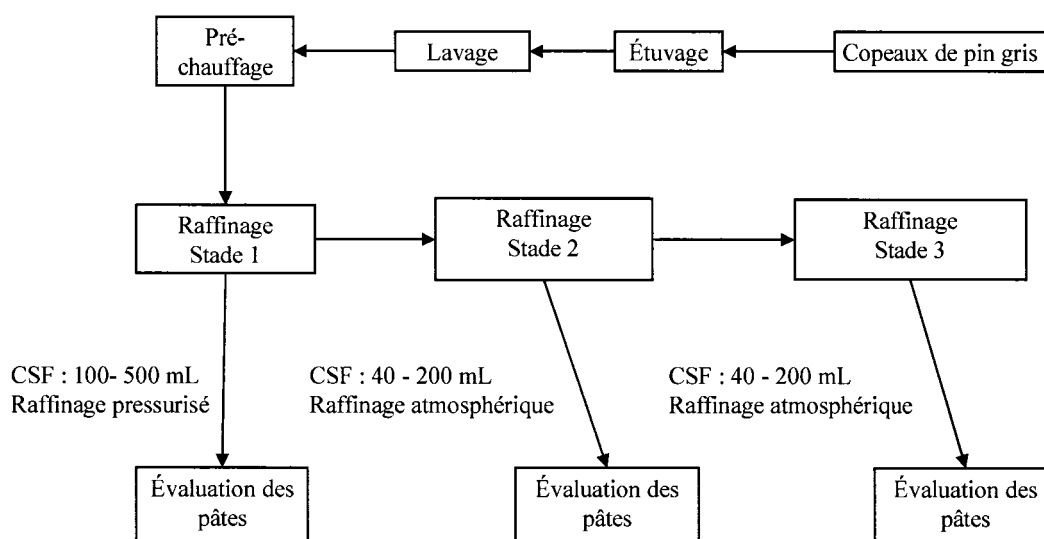 Pré-
chauffage
Lavage
Étuvage
Copeaux de pin gris
Raffinage
Stade 1
Raffinage
Stade 2
Raffinage
Stade 3
CSF : 100- 500 mL
Raffinage pressurisé
CSF : 40 - 200 mL
Raffinage atmosphérique
CSF : 40 - 200 mL
Raffinage atmosphérique
Évaluation des
pâtes
Évaluation des
pâtes
Évaluation des
pâtes